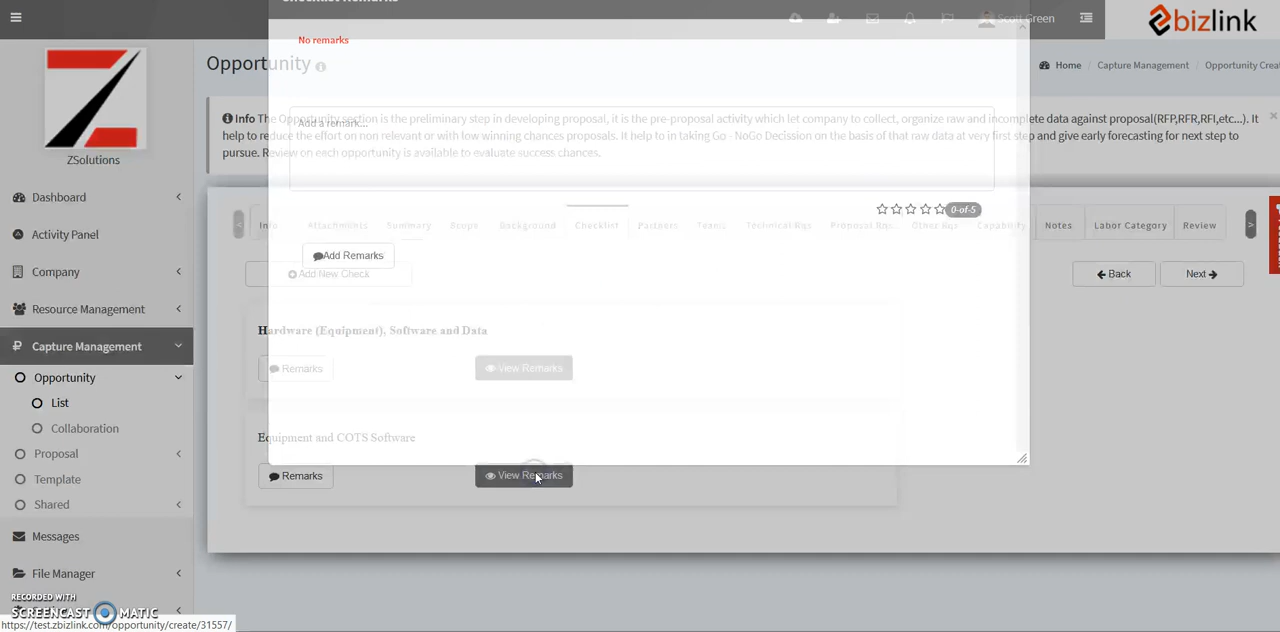 Checklist Remarks
Scott Green
zbizlink
No remarks
Opportunity
Home / Capture Management / Opportunity Crea
Add a remark...
Info The Opportunity section is the preliminary step in developing proposal, it is the pre-proposal activity which let company to collect, organize raw and incomplete data against proposal(RFP,RFR,RFI,etc...). It
help to reduce the effort on non relevant or with low winning chances proposals. It help to in taking Go - NoGo Decission on the basis of that raw data at very first step and give early forecasting for next step to
pursue. Review on each opportunity is available to evaluate success chances.
ZSolutions
0-of-5
Info Attachments Summary Scope Background Checklist Partners Teams Technical Rqs Proposal Rqs... Other Rqs Capability Notes Labor Category Review
Add Remarks
Add New Check
Back Next
Hardware (Equipment), Software and Data
Remarks View Remarks
Equipment and COTS Software
Remarks View Remarks
Dashboard
Activity Panel
Company
Resource Management
Capture Management
Opportunity
List
Collaboration
Proposal
Template
Shared
Messages
File Manager
RECORDED WITH
SCREENCAST MATIC
https://test.zbizlink.com/opportunity/create/31557/